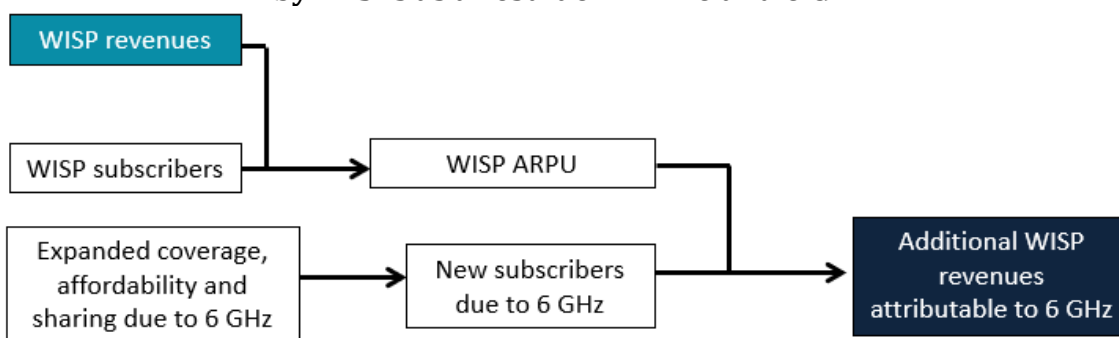 WISP revenues
WISP subscribers
WISP ARPU
Expanded coverage,
affordability and
sharing due to 6 GHz
New subscribers
due to 6 GHz
Additional WISP
revenues
attributable to 6 GHz